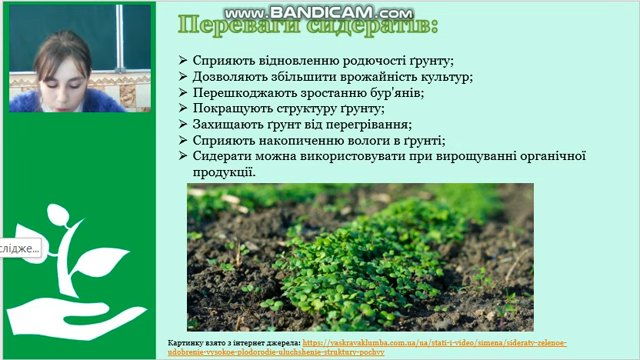 www.BANDICAM.com
Переваги сидератів:
Сприяють відновленню родючості ґрунту;
Дозволяють збільшити врожайність культур;
Перешкоджають зростанню бур'янів;
Покращують структуру ґрунту;
Захищають ґрунт від перегрівання;
Сприяють накопиченню вологи в ґрунті;
Сидерати можна використовувати при вирощуванні органічної
продукції.
слідже...
Картинку взято з інтернет джерела: https://yaskravaklumba.com.ua/ua/stati-i-video/simena/sideraty-zelenoe-
udobrenie-vysokoe-plodorodie-uluchshenie-struktury-pochvy